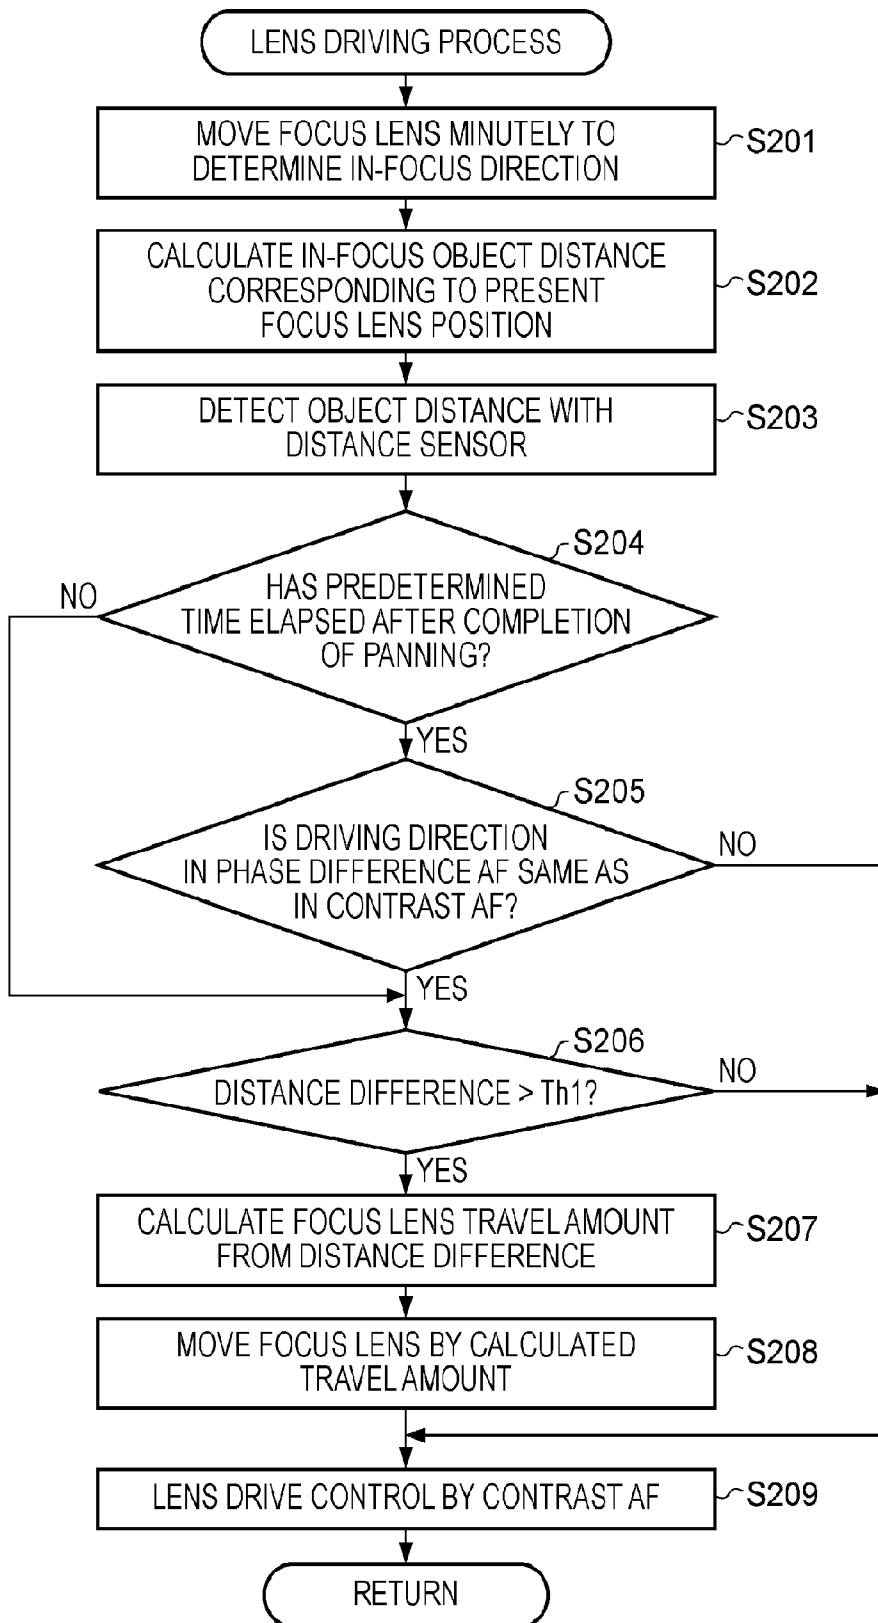 LENS DRIVING PROCESS
MOVE FOCUS LENS MINUTELY TO
DETERMINE IN-FOCUS DIRECTION
S201
CALCULATE IN-FOCUS OBJECT DISTANCE
CORRESPONDING TO PRESENT
FOCUS LENS POSITION
S202
DETECT OBJECT DISTANCE WITH
DISTANCE SENSOR
S203
S204
HAS PREDETERMINED
TIME ELAPSED AFTER COMPLETION
OF PANNING?
NO
YES
S205
IS DRIVING DIRECTION
IN PHASE DIFFERENCE AF SAME AS
IN CONTRAST AF?
NO
YES
S206
DISTANCE DIFFERENCE > Th1?
NO
YES
CALCULATE FOCUS LENS TRAVEL AMOUNT
FROM DISTANCE DIFFERENCE
S207
MOVE FOCUS LENS BY CALCULATED
TRAVEL AMOUNT
S208
LENS DRIVE CONTROL BY CONTRAST AF
S209
RETURN